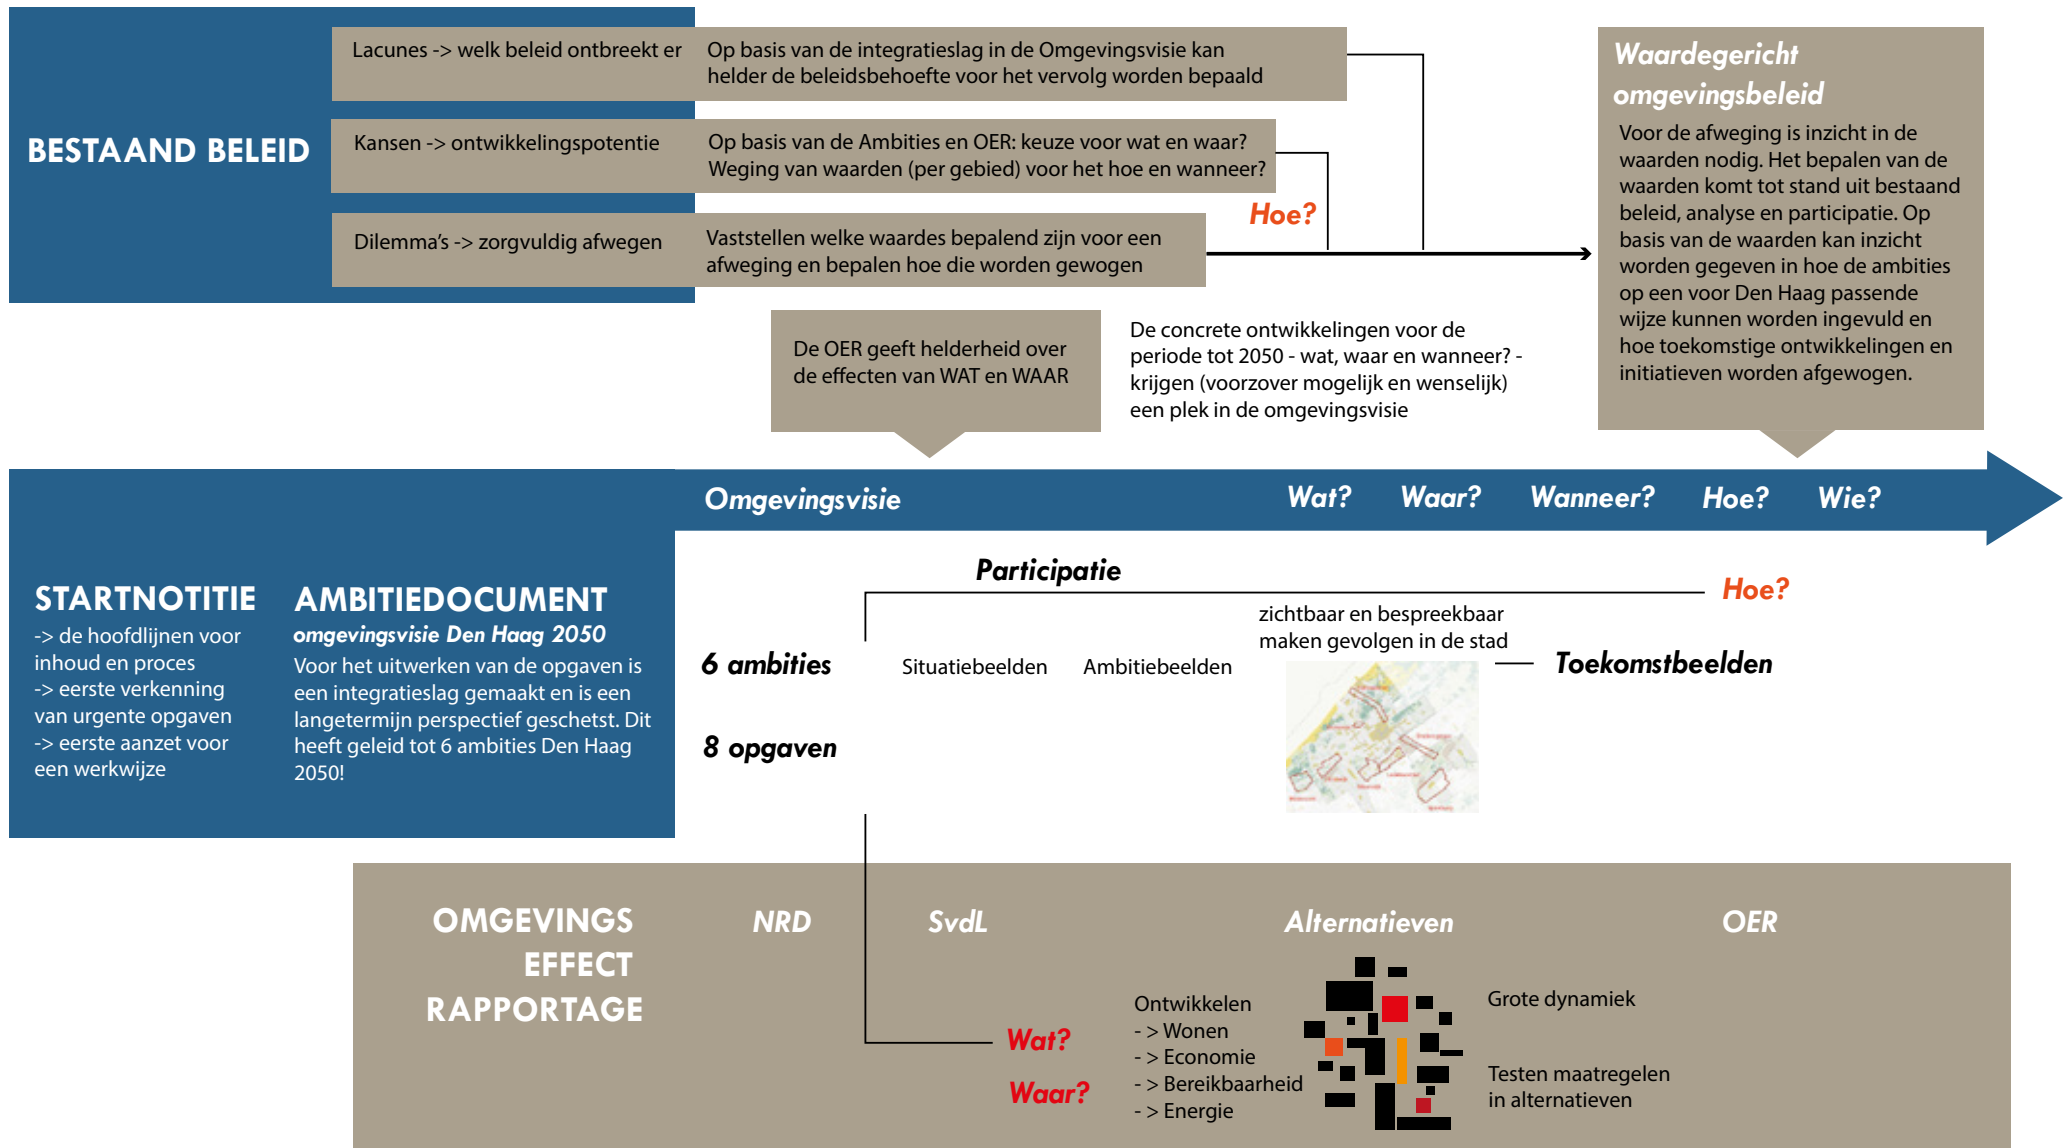 BESTAAND BELEID
Lacunes -> welk beleid ontbreekt er
Op basis van de integratieslag in de Omgevingsvisie kan
helder de beleidsbehoefte voor het vervolg worden bepaald
Kansen -> ontwikkelingspotentie
Op basis van de Ambities en OER: keuze voor wat en waar?
Weging van waarden (per gebied) voor het hoe en wanneer?
Dilemma's -> zorgvuldig afwegen
Vaststellen welke waardes bepalend zijn voor een
afweging en bepalen hoe die worden gewogen
Hoe?
Waardegericht
omgevingsbeleid
Voor de afweging is inzicht in de
waarden nodig. Het bepalen van de
waarden komt tot stand uit bestaand
beleid, analyse en participatie. Op
basis van de waarden kan inzicht
worden gegeven in hoe de ambities
op een voor Den Haag passende
wijze kunnen worden ingevuld en
hoe toekomstige ontwikkelingen en
initiatieven worden afgewogen.
De OER geeft helderheid over
de effecten van WAT en WAAR
De concrete ontwikkelingen voor de
periode tot 2050 - wat, waar en wanneer? -
krijgen (voorzover mogelijk en wenselijk)
een plek in de omgevingsvisie
Omgevingsvisie
Wat?
Waar?
Wanneer?
Hoe?
Wie?
STARTNOTITIE
-> de hoofdlijnen voor
inhoud en proces
-> eerste verkenning
van urgente opgaven
-> eerste aanzet voor
een werkwijze
AMBITIEDOCUMENT
omgevingsvisie Den Haag 2050
Voor het uitwerken van de opgaven is
een integratieslag gemaakt en is een
langetermijn perspectief geschetst. Dit
heeft geleid tot 6 ambities Den Haag
2050!
Participatie
Hoe?
6 ambities
Situatiebeelden
Ambitiebeelden
zichtbaar en bespreekbaar
maken gevolgen in de stad
Toekomstbeelden
8 opgaven
OMGEVINGS
EFFECT
RAPPORTAGE
NRD
SvdL
Alternatieven
OER
Wat?
Waar?
Ontwikkelen
- > Wonen
- > Economie
- > Bereikbaarheid
- > Energie
Grote dynamiek
Testen maatregelen
in alternatieven